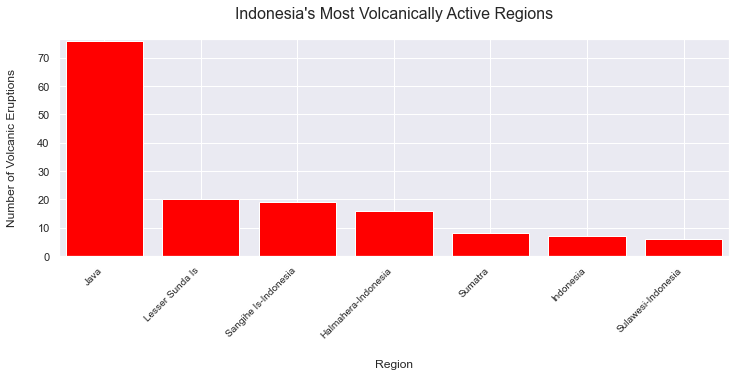 Indonesia's Most Volcanically Active Regions
Number of Volcanic Eruptions
70
60
50
40
30
20
10
0
Java
Lesser Sunda Is
Sangihe Is-Indonesia
Halmahera-Indonesia
Sumatra
Indonesia
Sulawesi-Indonesia
Region